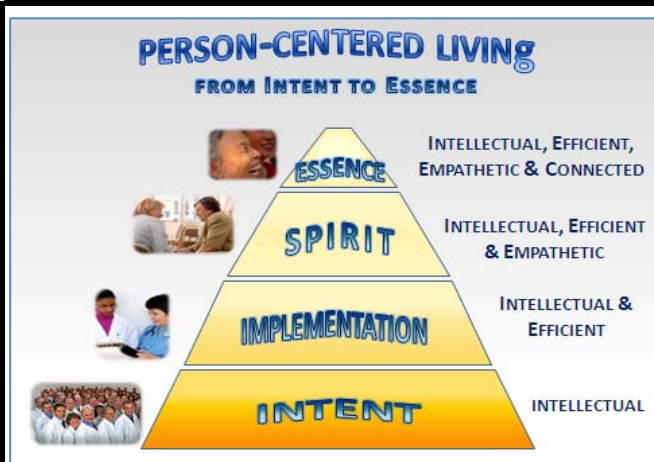 PERSON-CENTERED LIVINg
FROM INTENT TO ESSENCE
ESSENCE
INTELLECTUAL, EFFICIENT,
EMPATHETIC & CONNECTED
SPIRIT
INTELLECTUAL, EFFICIENT
& EMPATHETIC
IMPLEMENTATION
INTELLECTUAL &
EFFICIENT
INTENT
INTELLECTUAL